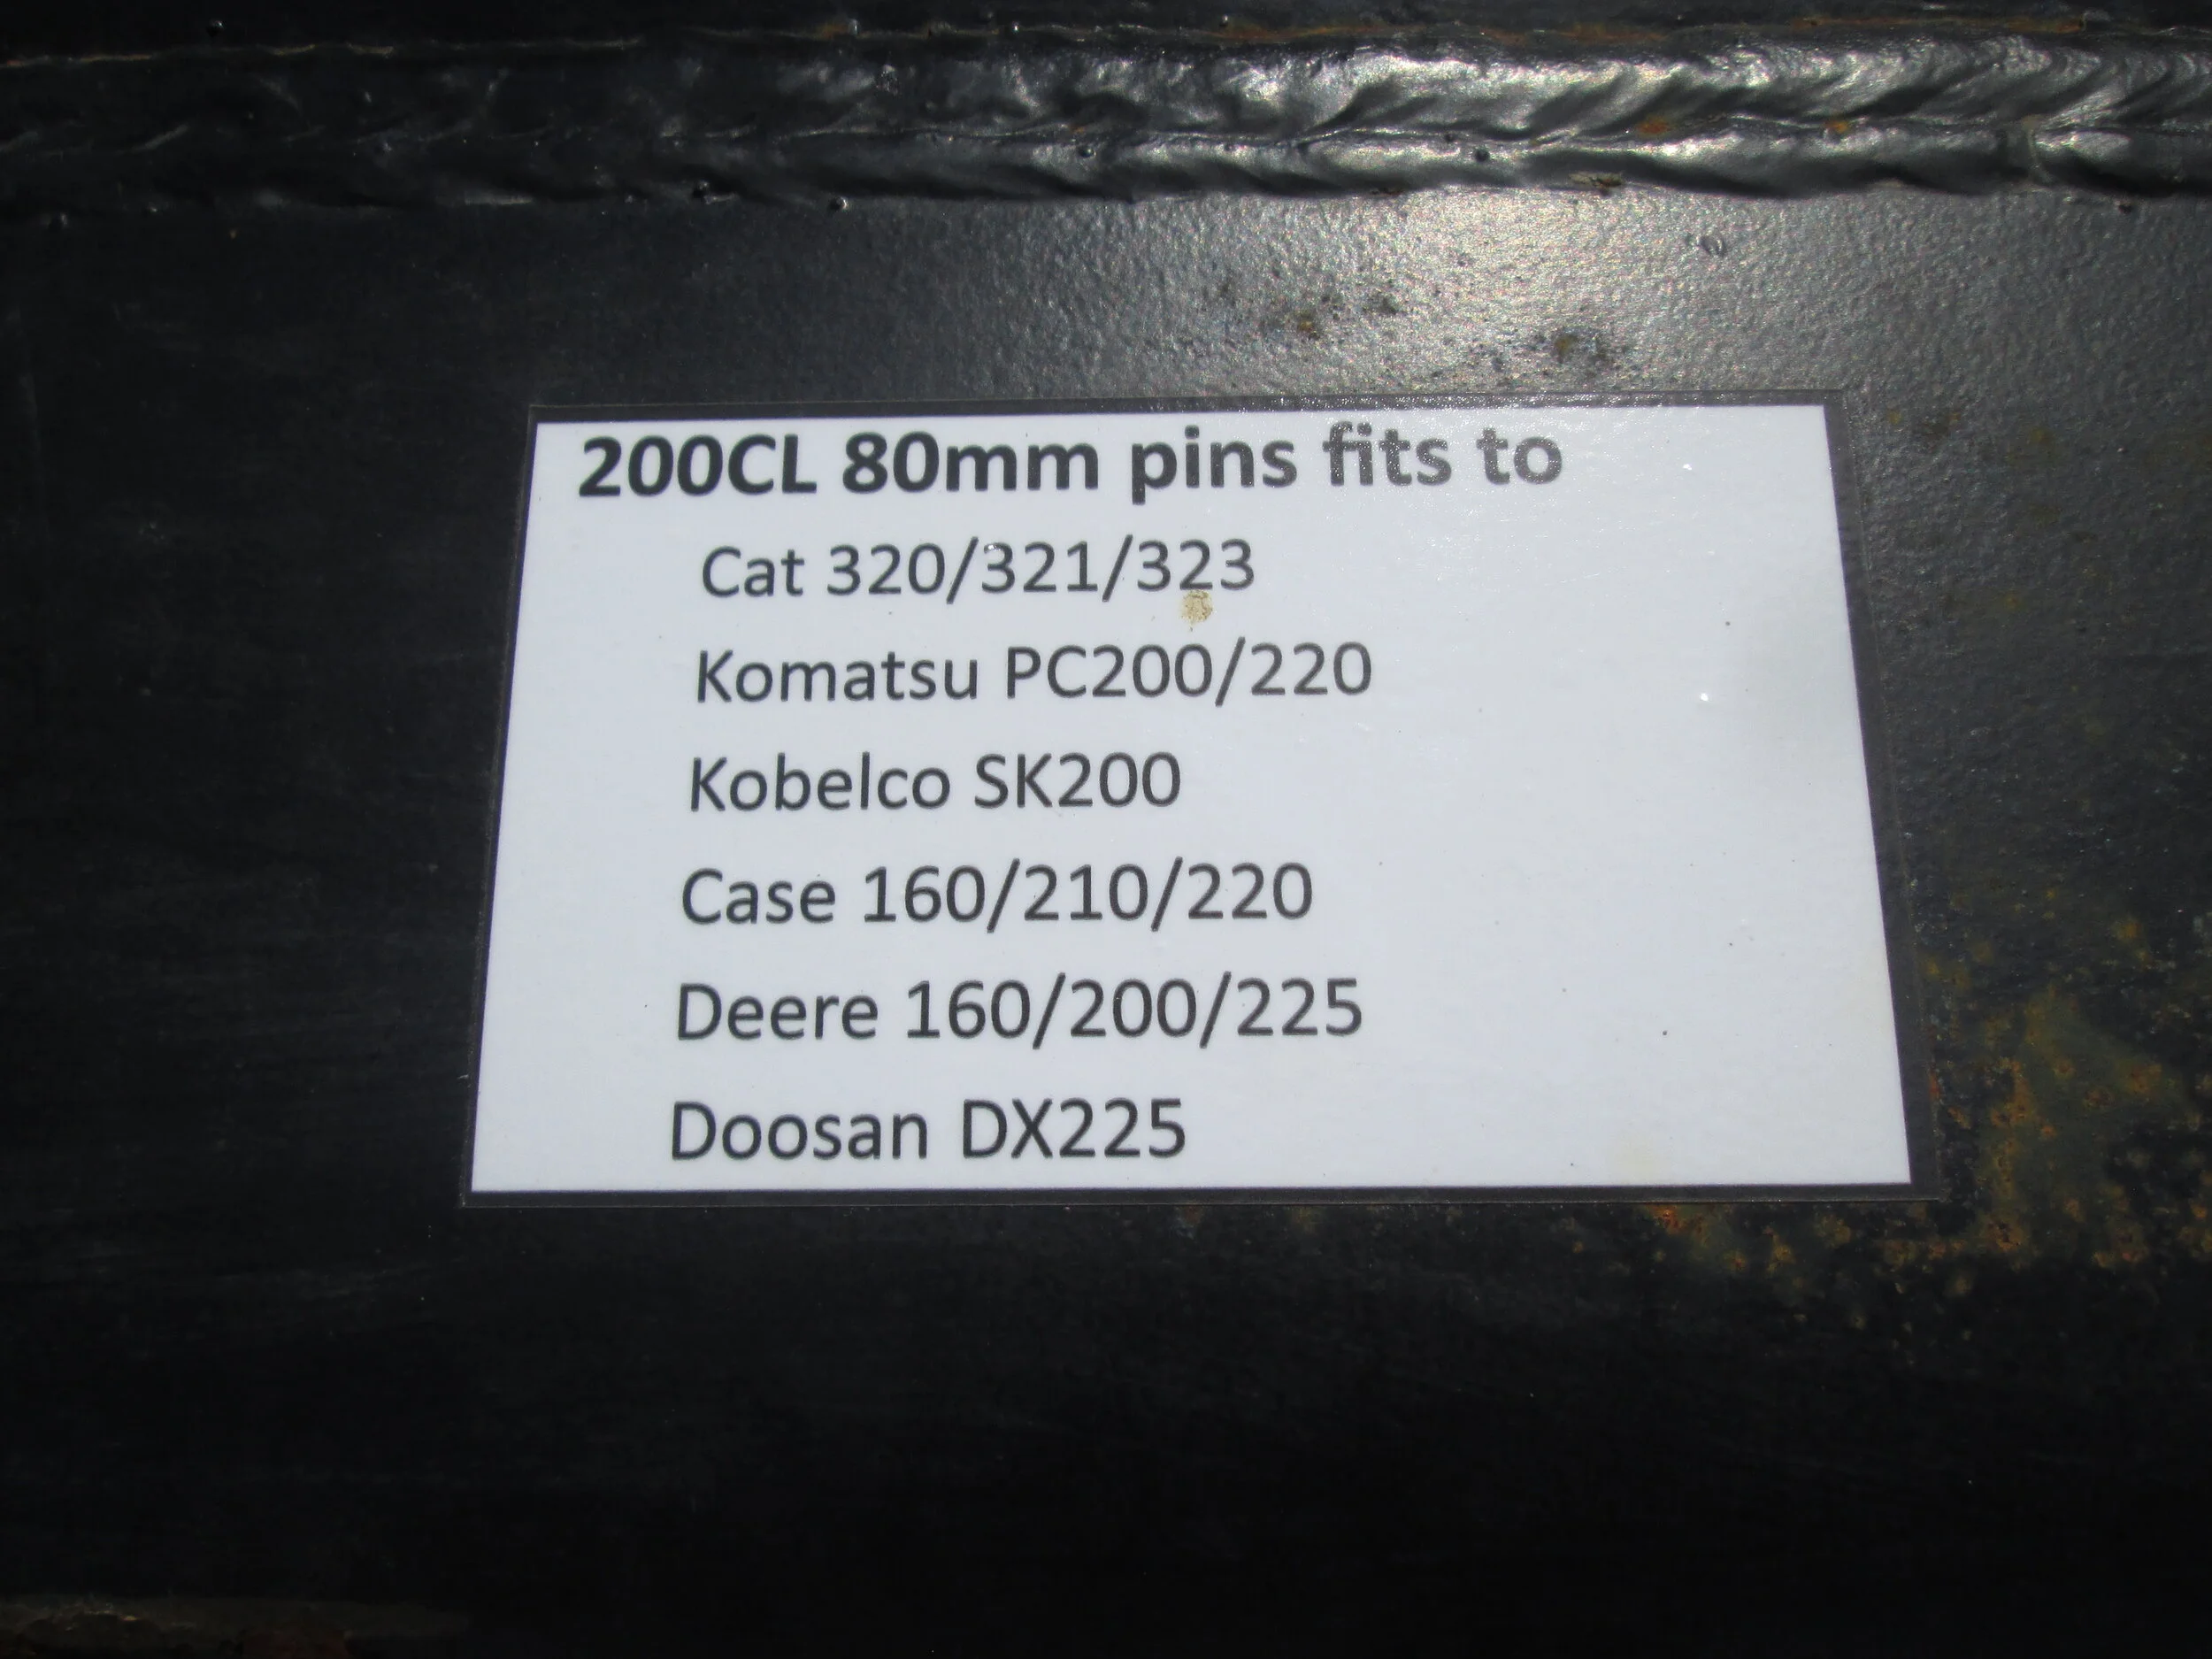 200CL 80mm pins fits to
Cat 320/321/323
Komatsu PC200/220
Kobelco SK200
Case 160/210/220
Deere 160/200/225
Doosan DX225